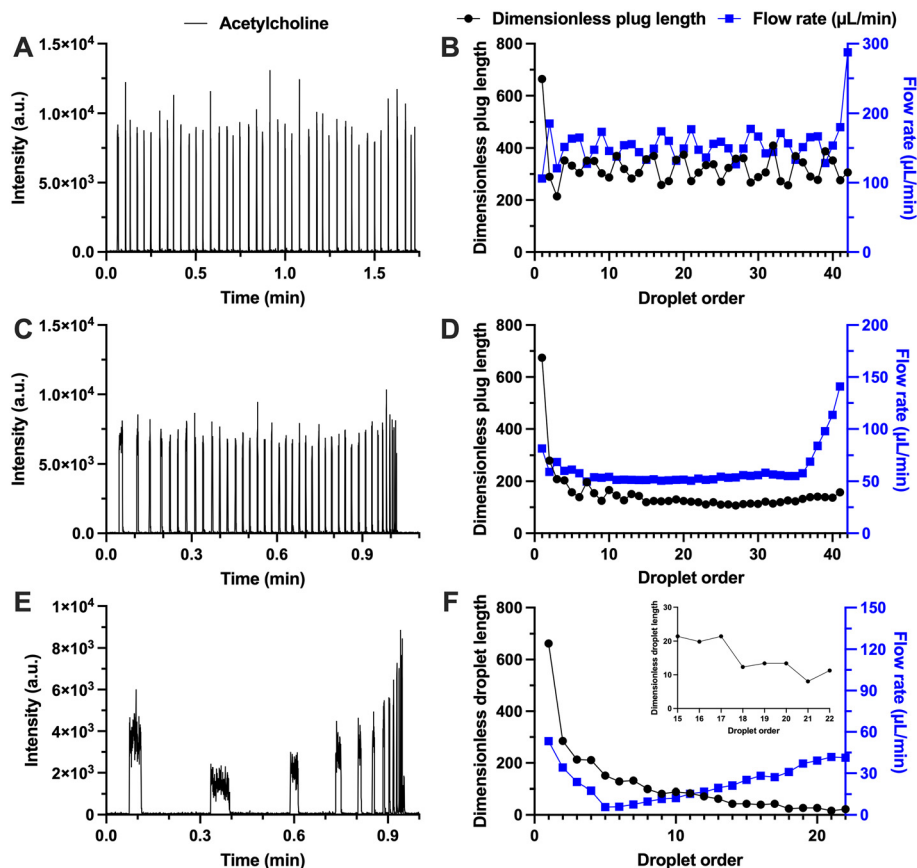 Acetylcholine
Dimensionless plug length
Flow rate (µL/min)
A
1.5×10⁴
1.0×10⁴
5.0×10³
0.0
Intensity (a.u.)
0.0 0.5 1.0 1.5
Time (min)
B
800
600
400
200
0
Dimensionless plug length
300
200
100
0
Flow rate (µL/min)
0 10 20 30 40
Droplet order
C
1.5×10⁴
1.0×10⁴
5.0×10³
0.0
Intensity (a.u.)
0.0 0.3 0.6 0.9
Time (min)
D
800
600
400
200
0
Dimensionless plug length
200
150
100
50
0
Flow rate (µL/min)
0 10 20 30 40
Droplet order
E
1×10⁴
8×10³
6×10³
4×10³
2×10³
0
Intensity (a.u.)
0.0 0.3 0.6 0.9
Time (min)
F
800
600
400
200
0
Dimensionless droplet length
150
120
90
60
30
0
Flow rate (µL/min)
0 10 20
Droplet order
30
20
10
0
Dimensionless droplet length
15 16 17 18 19 20 21 22
Droplet order